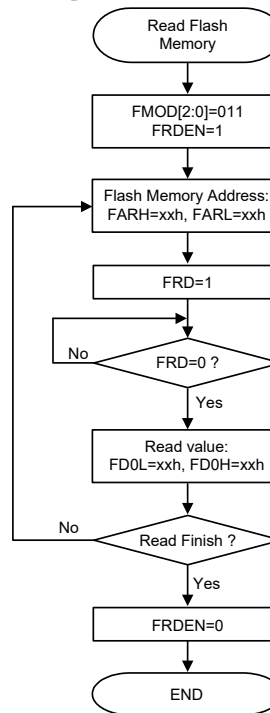 Read Flash
Memory
FMOD[2:0]=011
FRDEN=1
Flash Memory Address:
FARH=xxh, FARL=xxh
FRD=1
No
FRD=0 ?
Yes
Read value:
FD0L=xxh, FD0H=xxh
No
Read Finish ?
Yes
FRDEN=0
END